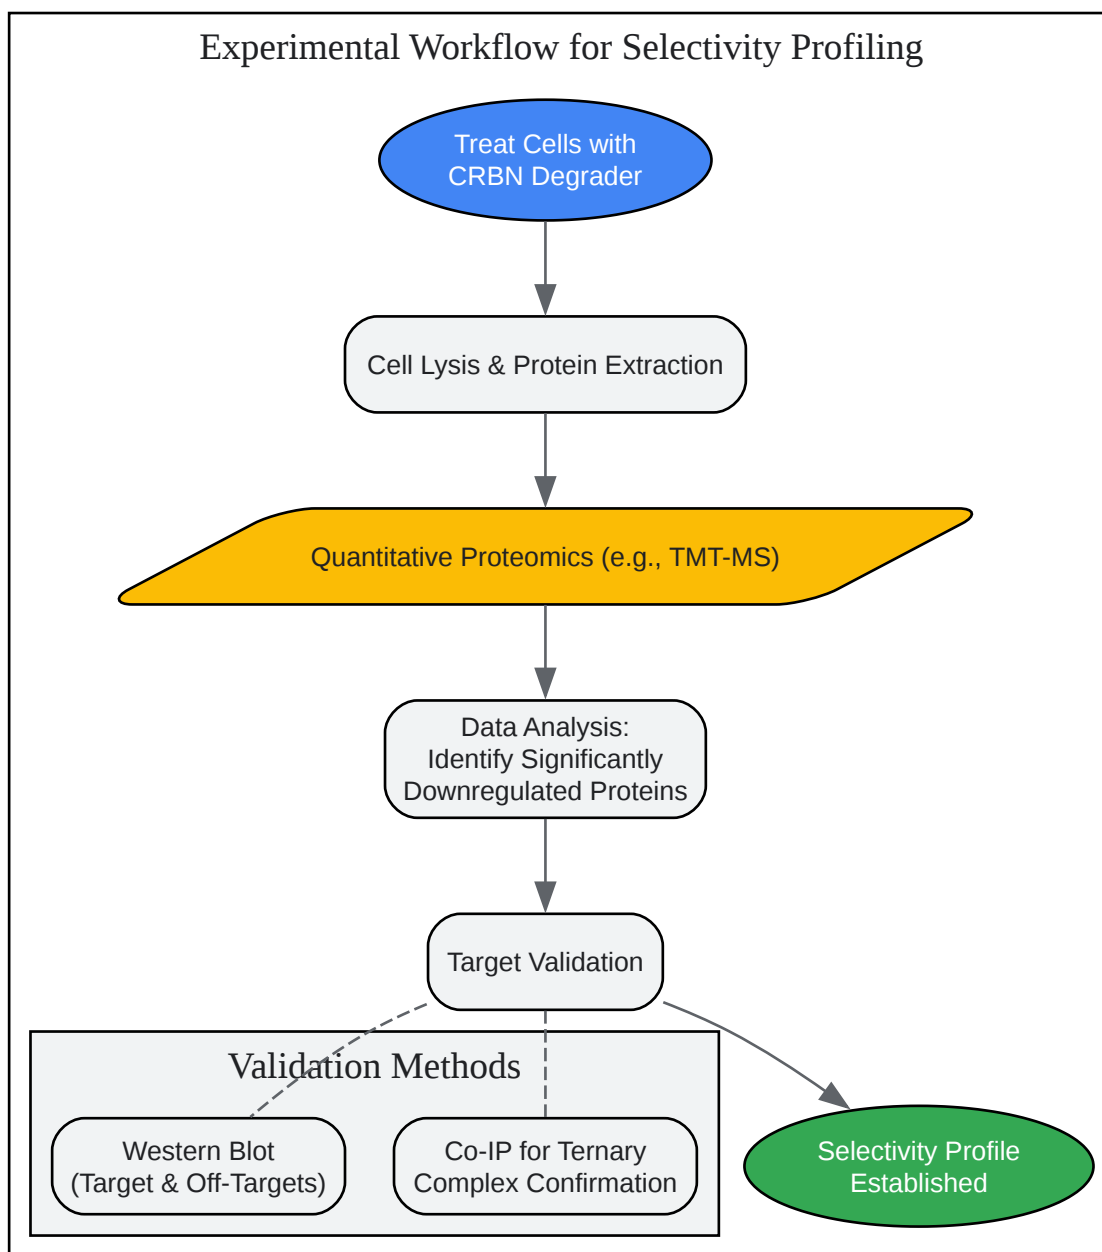 Experimental Workflow for Selectivity Profiling
Treat Cells with
CRBN Degrader
Cell Lysis & Protein Extraction
Quantitative Proteomics (e.g., TMT-MS)
Data Analysis:
Identify Significantly
Downregulated Proteins
Target Validation
Validation Methods
Western Blot
(Target & Off-Targets)
Co-IP for Ternary
Complex Confirmation
Selectivity Profile
Established